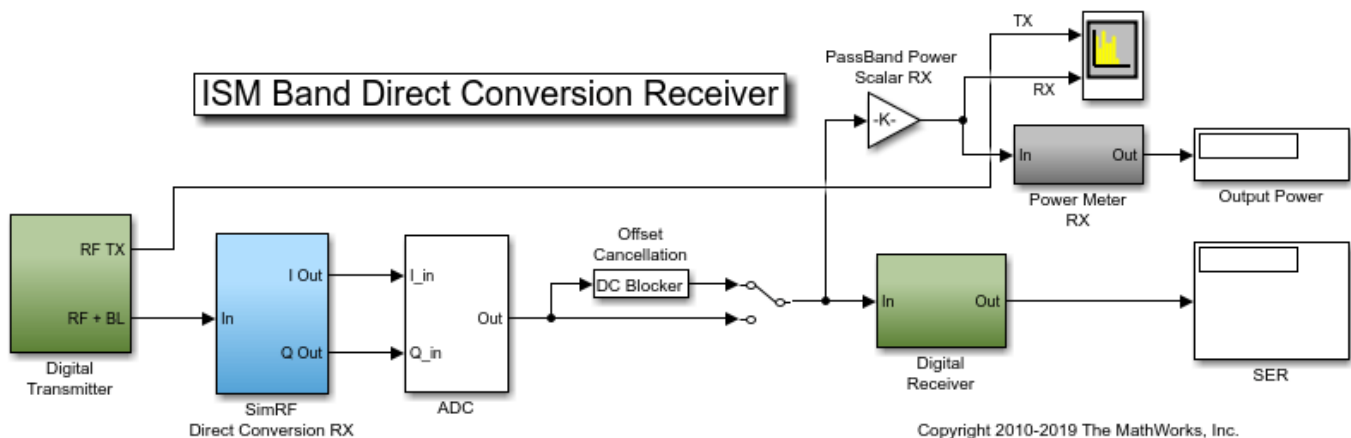 TX
PassBand Power
Scalar RX
RX
ISM Band Direct Conversion Receiver
-K-
In
Out
Power Meter
RX
Output Power
RF TX
RF + BL
Digital
Transmitter
In
I Out
Q Out
SimRF
Direct Conversion RX
I_in
Q_in
Out
ADC
Offset
Cancellation
DC Blocker
In
Out
Digital
Receiver
SER
Copyright 2010-2019 The MathWorks, Inc.